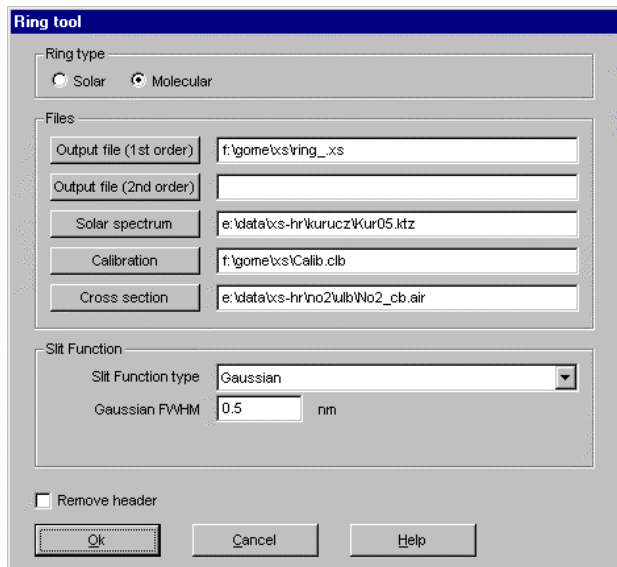 Ring tool
Ring type
Solar
Molecular
Files
Output file (1st order) f:\gome\xs\ring_.xs
Output file (2nd order)
Solar spectrum e:\data\xs-hr\kurucz\Kur05.ktz
Calibration f:\gome\xs\Calib.clb
Cross section e:\data\xs-hr\no2\ulb\No2_cb.air
Slit Function
Slit Function type Gaussian
Gaussian FWHM 0.5 nm
Remove header
Ok Cancel Help